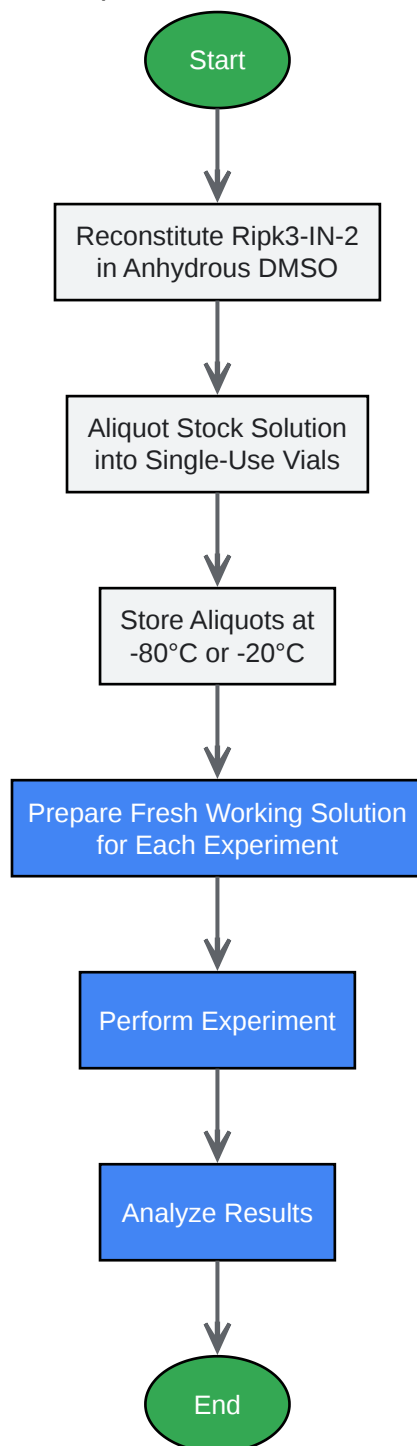 Start
Reconstitute Ripk3-IN-2
in Anhydrous DMSO
Aliquot Stock Solution
into Single-Use Vials
Store Aliquots at
-80°C or -20°C
Prepare Fresh Working Solution
for Each Experiment
Perform Experiment
Analyze Results
End